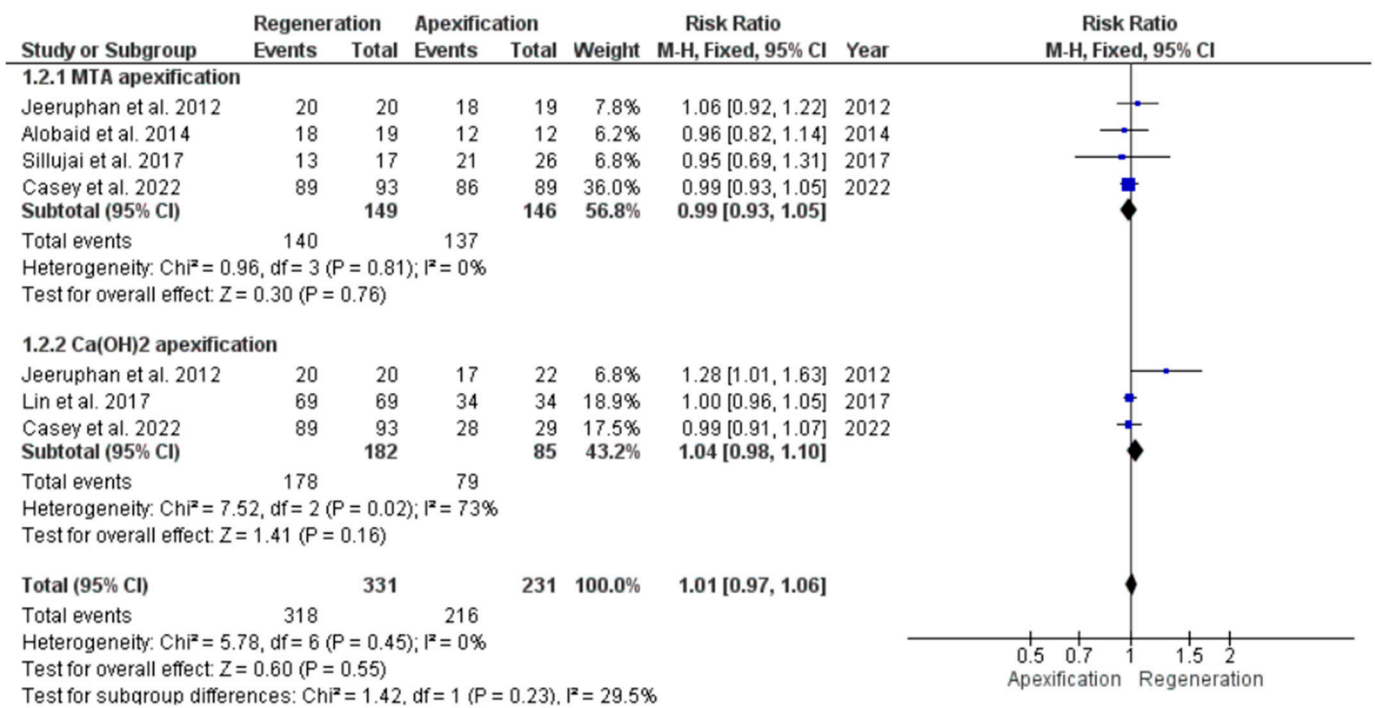 Regeneration Apexification Risk Ratio Risk Ratio
Study or Subgroup Events Total Events Total Weight M-H, Fixed, 95% CI Year M-H, Fixed, 95% CI
1.2.1 MTA apexification
Jeeruphan et al. 2012 20 20 18 19 7.8% 1.06 [0.92, 1.22] 2012
Alobaid et al. 2014 18 19 12 12 6.2% 0.96 [0.82, 1.14] 2014
Sillujai et al. 2017 13 17 21 26 6.8% 0.95 [0.69, 1.31] 2017
Casey et al. 2022 89 93 86 89 36.0% 0.99 [0.93, 1.05] 2022
Subtotal (95% CI) 149 146 56.8% 0.99 [0.93, 1.05]
Total events 140 137
Heterogeneity: Chi² = 0.96, df = 3 (P = 0.81); I² = 0%
Test for overall effect: Z = 0.30 (P = 0.76)
1.2.2 Ca(OH)2 apexification
Jeeruphan et al. 2012 20 20 17 22 6.8% 1.28 [1.01, 1.63] 2012
Lin et al. 2017 69 69 34 34 18.9% 1.00 [0.96, 1.05] 2017
Casey et al. 2022 89 93 28 29 17.5% 0.99 [0.91, 1.07] 2022
Subtotal (95% CI) 182 85 43.2% 1.04 [0.98, 1.10]
Total events 178 79
Heterogeneity: Chi² = 7.52, df = 2 (P = 0.02); I² = 73%
Test for overall effect: Z = 1.41 (P = 0.16)
Total (95% CI) 331 231 100.0% 1.01 [0.97, 1.06]
Total events 318 216
Heterogeneity: Chi² = 5.78, df = 6 (P = 0.45); I² = 0%
Test for overall effect: Z = 0.60 (P = 0.55)
Test for subgroup differences: Chi² = 1.42, df = 1 (P = 0.23), I² = 29.5%
0.5 0.7 1 1.5 2
Apexification Regeneration